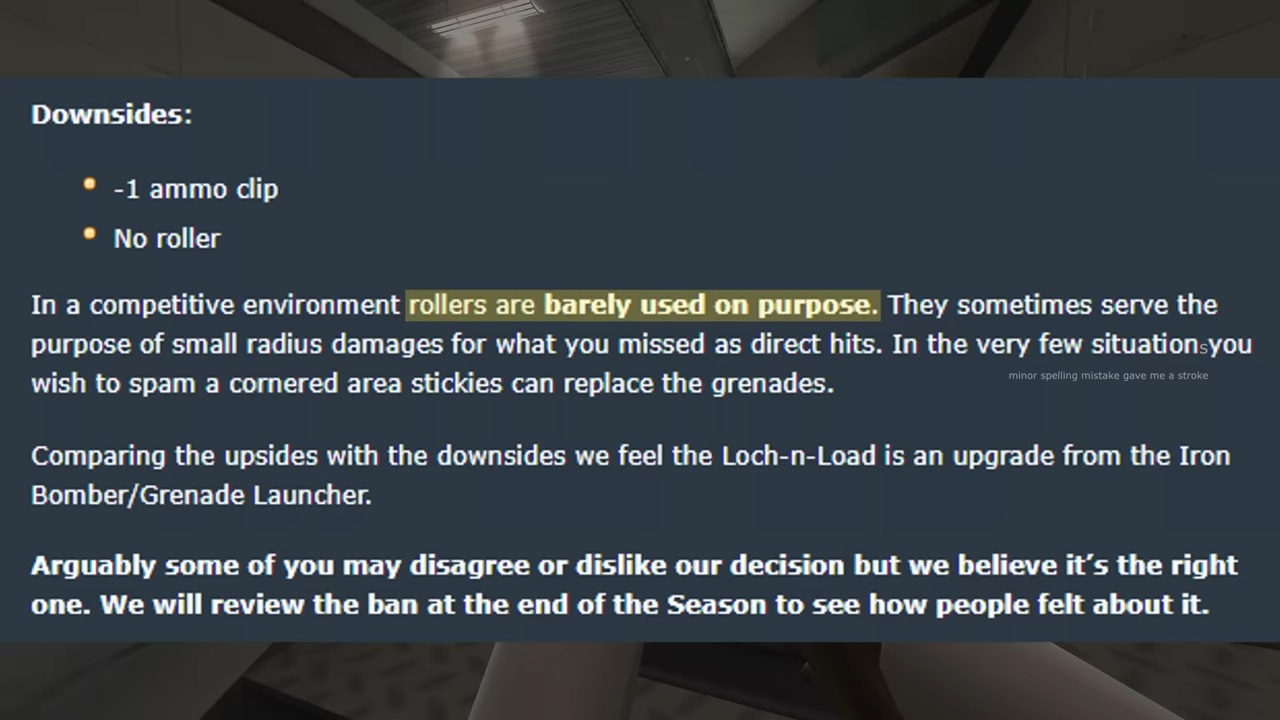 Downsides:
-1 ammo clip
No roller
In a competitive environment rollers are barely used on purpose. They sometimes serve the
purpose of small radius damages for what you missed as direct hits. In the very few situationsyou
minor spelling mistake gave me a stroke
wish to spam a cornered area stickies can replace the grenades.
Comparing the upsides with the downsides we feel the Loch-n-Load is an upgrade from the Iron
Bomber/Grenade Launcher.
Arguably some of you may disagree or dislike our decision but we believe it’s the right
one. We will review the ban at the end of the Season to see how people felt about it.